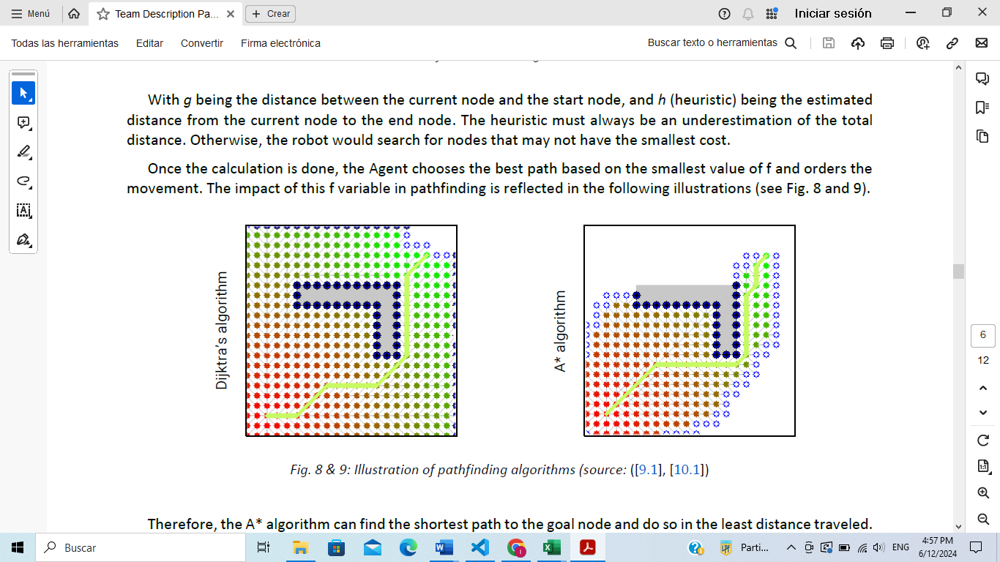 Menú
Team Description Pa...
Crear
Iniciar sesión
Todas las herramientas
Editar
Convertir
Firma electrónica
Buscar texto o herramientas
With g being the distance between the current node and the start node, and h (heuristic) being the estimated
distance from the current node to the end node. The heuristic must always be an underestimation of the total
distance. Otherwise, the robot would search for nodes that may not have the smallest cost.
Once the calculation is done, the Agent chooses the best path based on the smallest value of f and orders the
movement. The impact of this f variable in pathfinding is reflected in the following illustrations (see Fig. 8 and 9).
Dijktra's algorithm
A* algorithm
Fig. 8 & 9: Illustration of pathfinding algorithms (source: ([9.1], [10.1])
Therefore, the A* algorithm can find the shortest path to the goal node and do so in the least distance traveled.
6
12
1:1
Buscar
Parti...
ENG
4:57 PM
6/12/2024